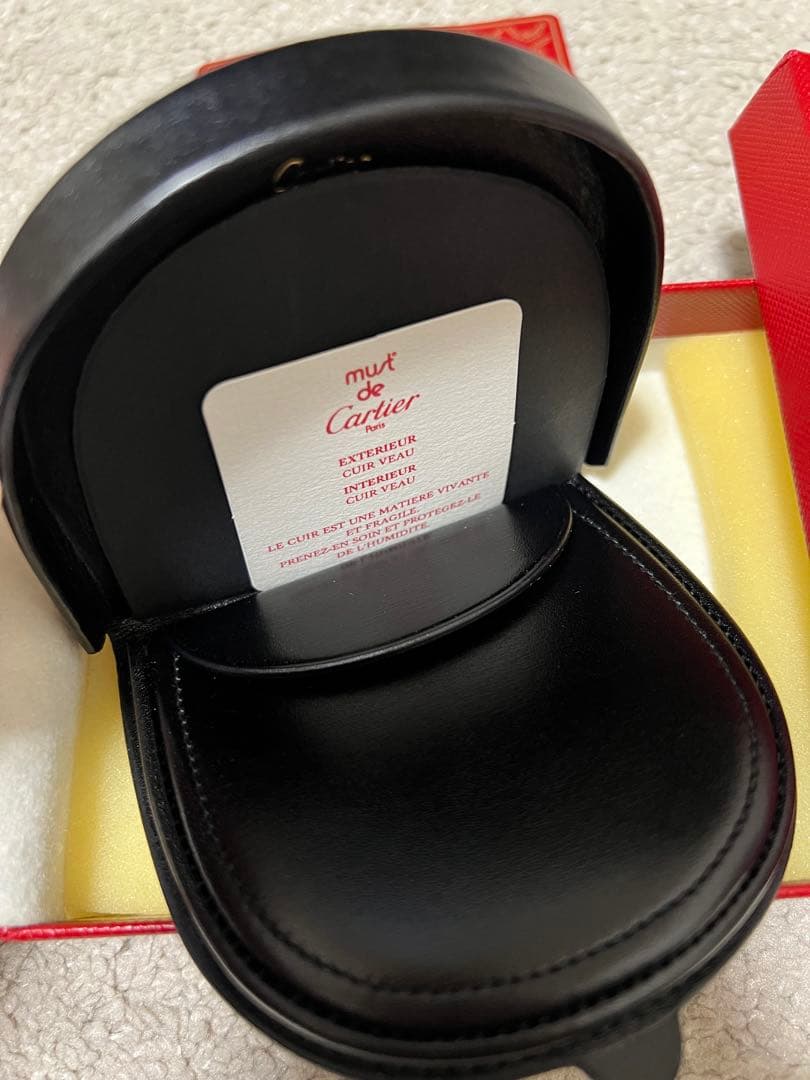 Cartier
must
de
Cartier
Paris
EXTERIEUR
CUIR VEAU
INTERIEUR
CUIR VEAU
LE CUIR EST UNE MATIERE VIVANTE
ET FRAGILE.
PRENEZ-EN SOIN ET PROTEGEZ-LE
DE L'HUMIDITE.